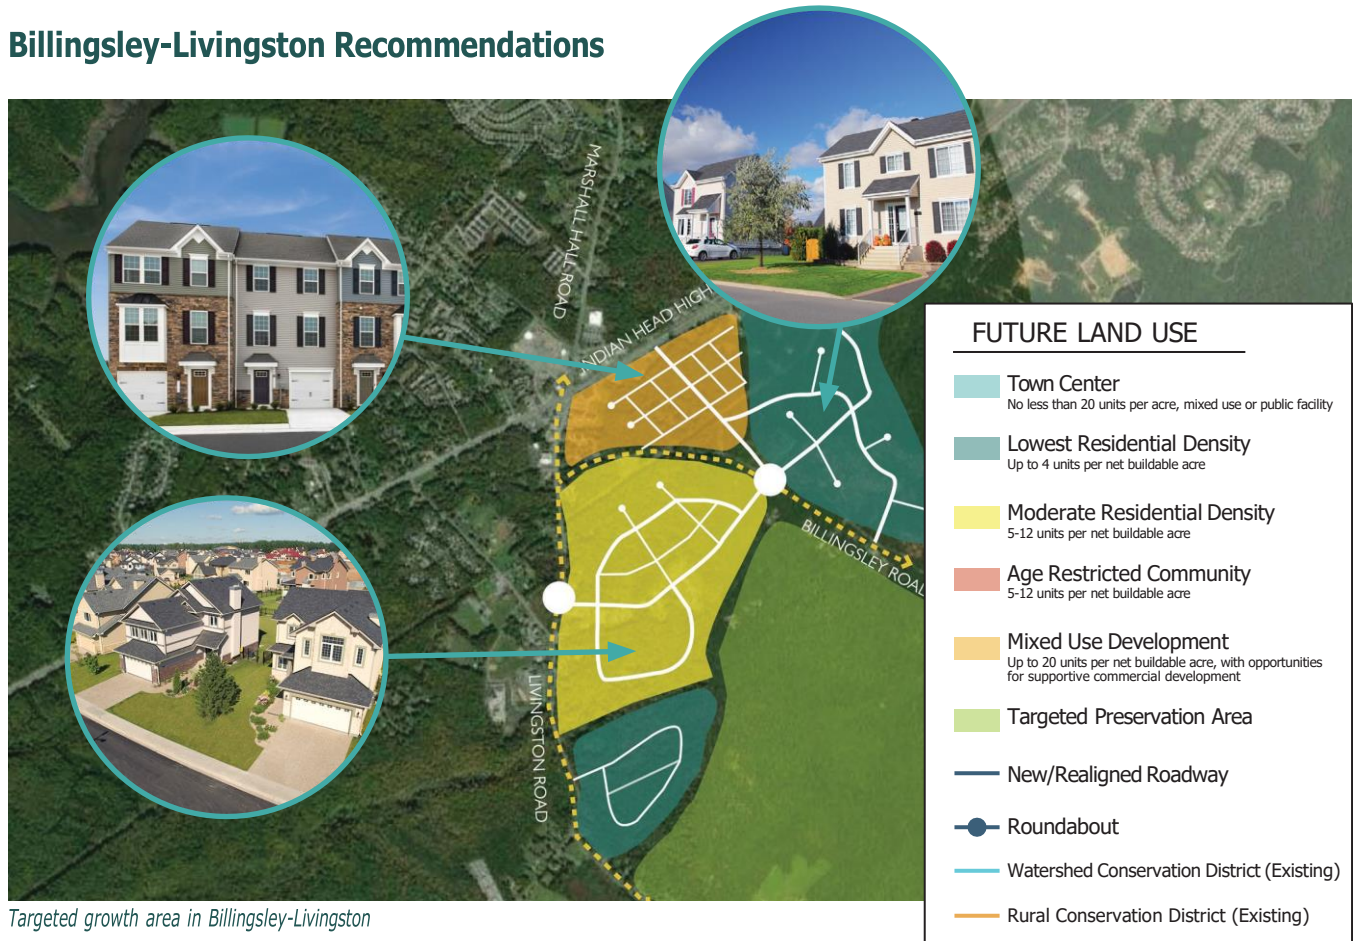 Billingsley-Livingston Recommendations
MARSHALL HALL ROAD
INDIAN HEAD HIGH
BILLINGSLEY ROAD
LIVINGSTON ROAD
FUTURE LAND USE
Town Center
No less than 20 units per acre, mixed use or public facility
Lowest Residential Density
Up to 4 units per net buildable acre
Moderate Residential Density
5-12 units per net buildable acre
Age Restricted Community
5-12 units per net buildable acre
Mixed Use Development
Up to 20 units per net buildable acre, with opportunities
for supportive commercial development
Targeted Preservation Area
New/Realigned Roadway
Roundabout
Watershed Conservation District (Existing)
Rural Conservation District (Existing)
Targeted growth area in Billingsley-Livingston